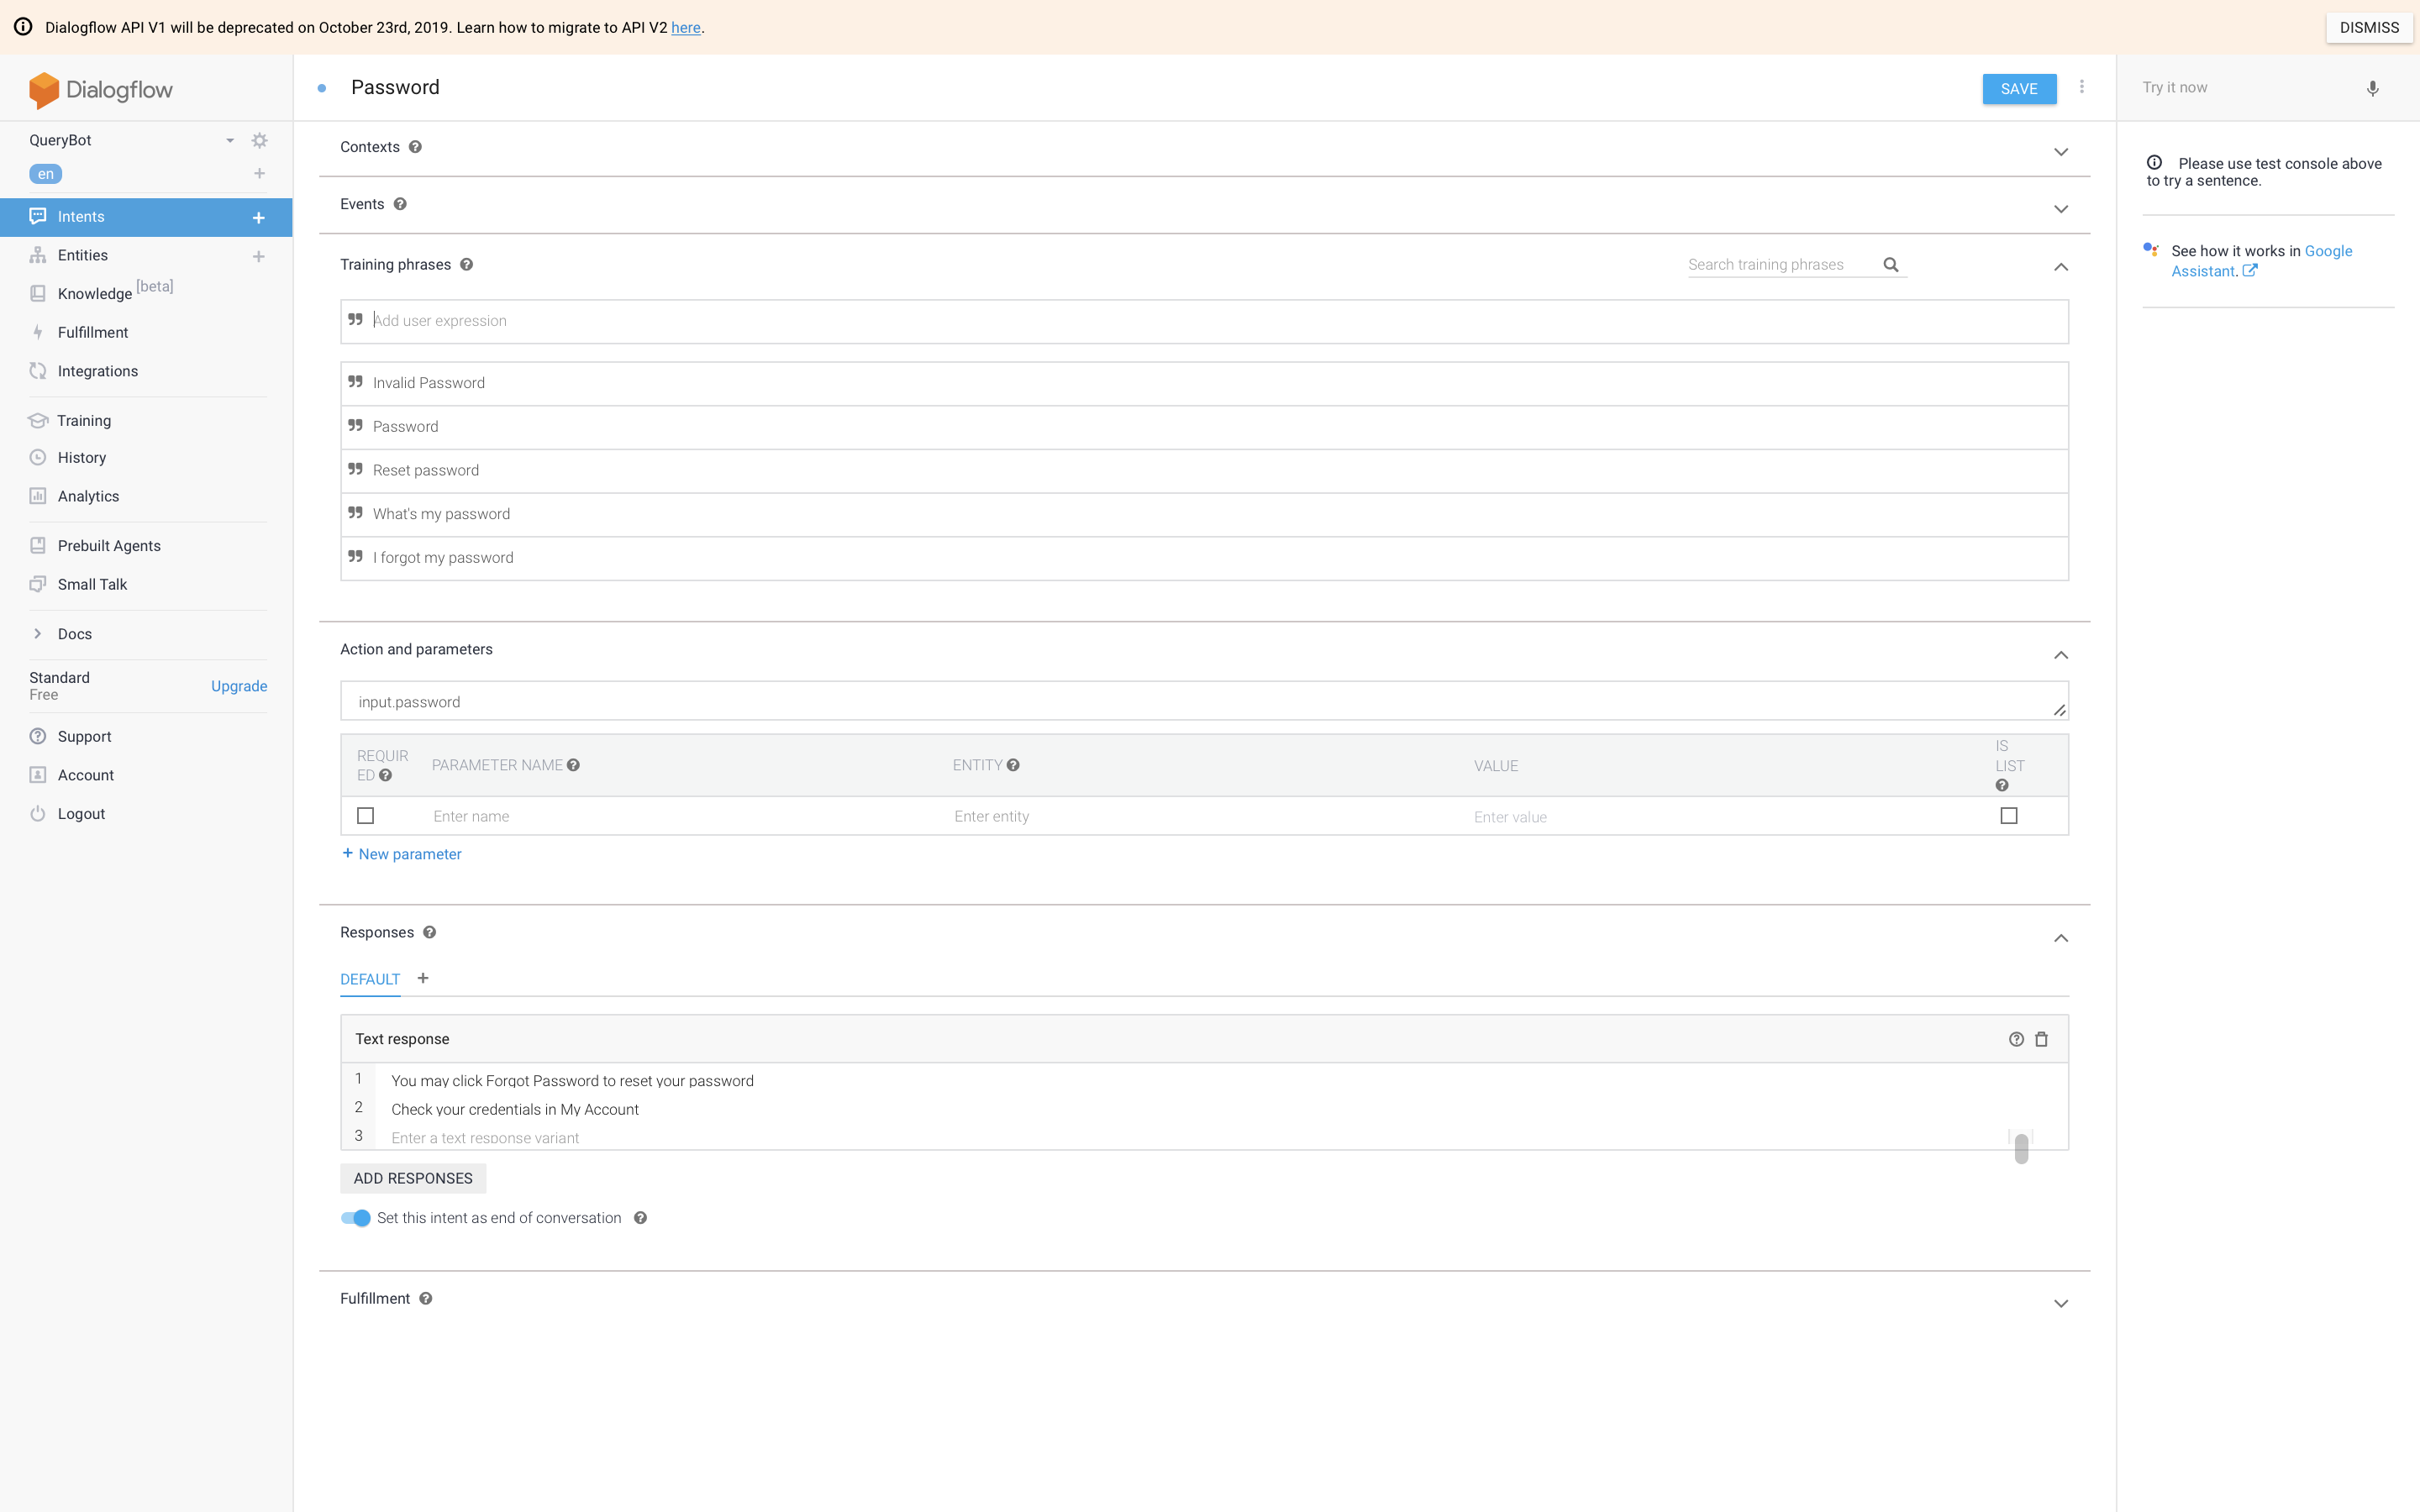 Dialogflow API V1 will be deprecated on October 23rd, 2019. Learn how to migrate to API V2 here.
DISMISS
Dialogflow
QueryBot
en
Intents
Entities
Knowledge [beta]
Fulfillment
Integrations
Training
History
Analytics
Prebuilt Agents
Small Talk
Docs
Standard
Free
Upgrade
Support
Account
Logout
Password
SAVE
Contexts
Events
Training phrases
Search training phrases
Add user expression
Invalid Password
Password
Reset password
What's my password
I forgot my password
Action and parameters
input.password
REQUIR
ED
PARAMETER NAME
ENTITY
VALUE
IS
LIST
Enter name
Enter entity
Enter value
+ New parameter
Responses
DEFAULT
+
Text response
1 You may click Forgot Password to reset your password
2 Check your credentials in My Account
3 Enter a text response variant
ADD RESPONSES
Set this intent as end of conversation
Fulfillment
Try it now
Please use test console above
to try a sentence.
See how it works in Google
Assistant.